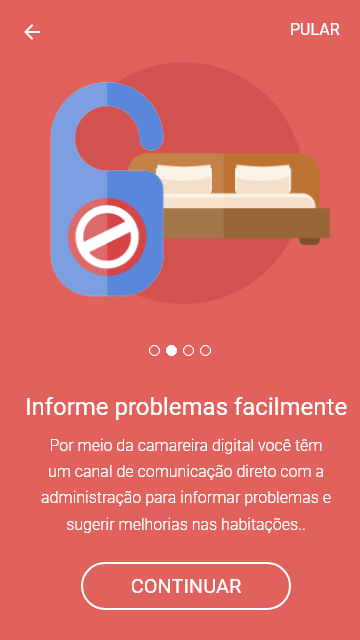 PULAR
Informe problemas facilmente
Por meio da camareira digital você têm
um canal de comunicação direto com a
administração para informar problemas e
sugerir melhorias nas habitações..
CONTINUAR